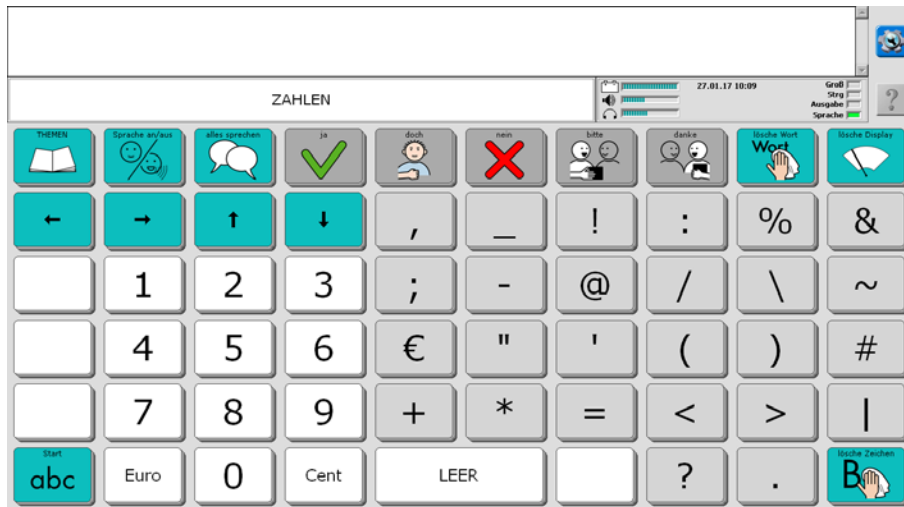 ZAHLEN
27.01.17 10:09
Groß
Strg
Ausgabe
Sprache
?
THEMEN
Sprache an/aus
alles sprechen
ja
doch
nein
bitte
danke
lösche Wort
Wort
lösche Display
← → ↑ ↓ , _ ! : % &
1 2 3 ; - @ / \ ~
4 5 6 € " ' ( ) #
7 8 9 + * = < > |
Start
abc
Euro
0
Cent
LEER
?
.
lösche Zeichen
B